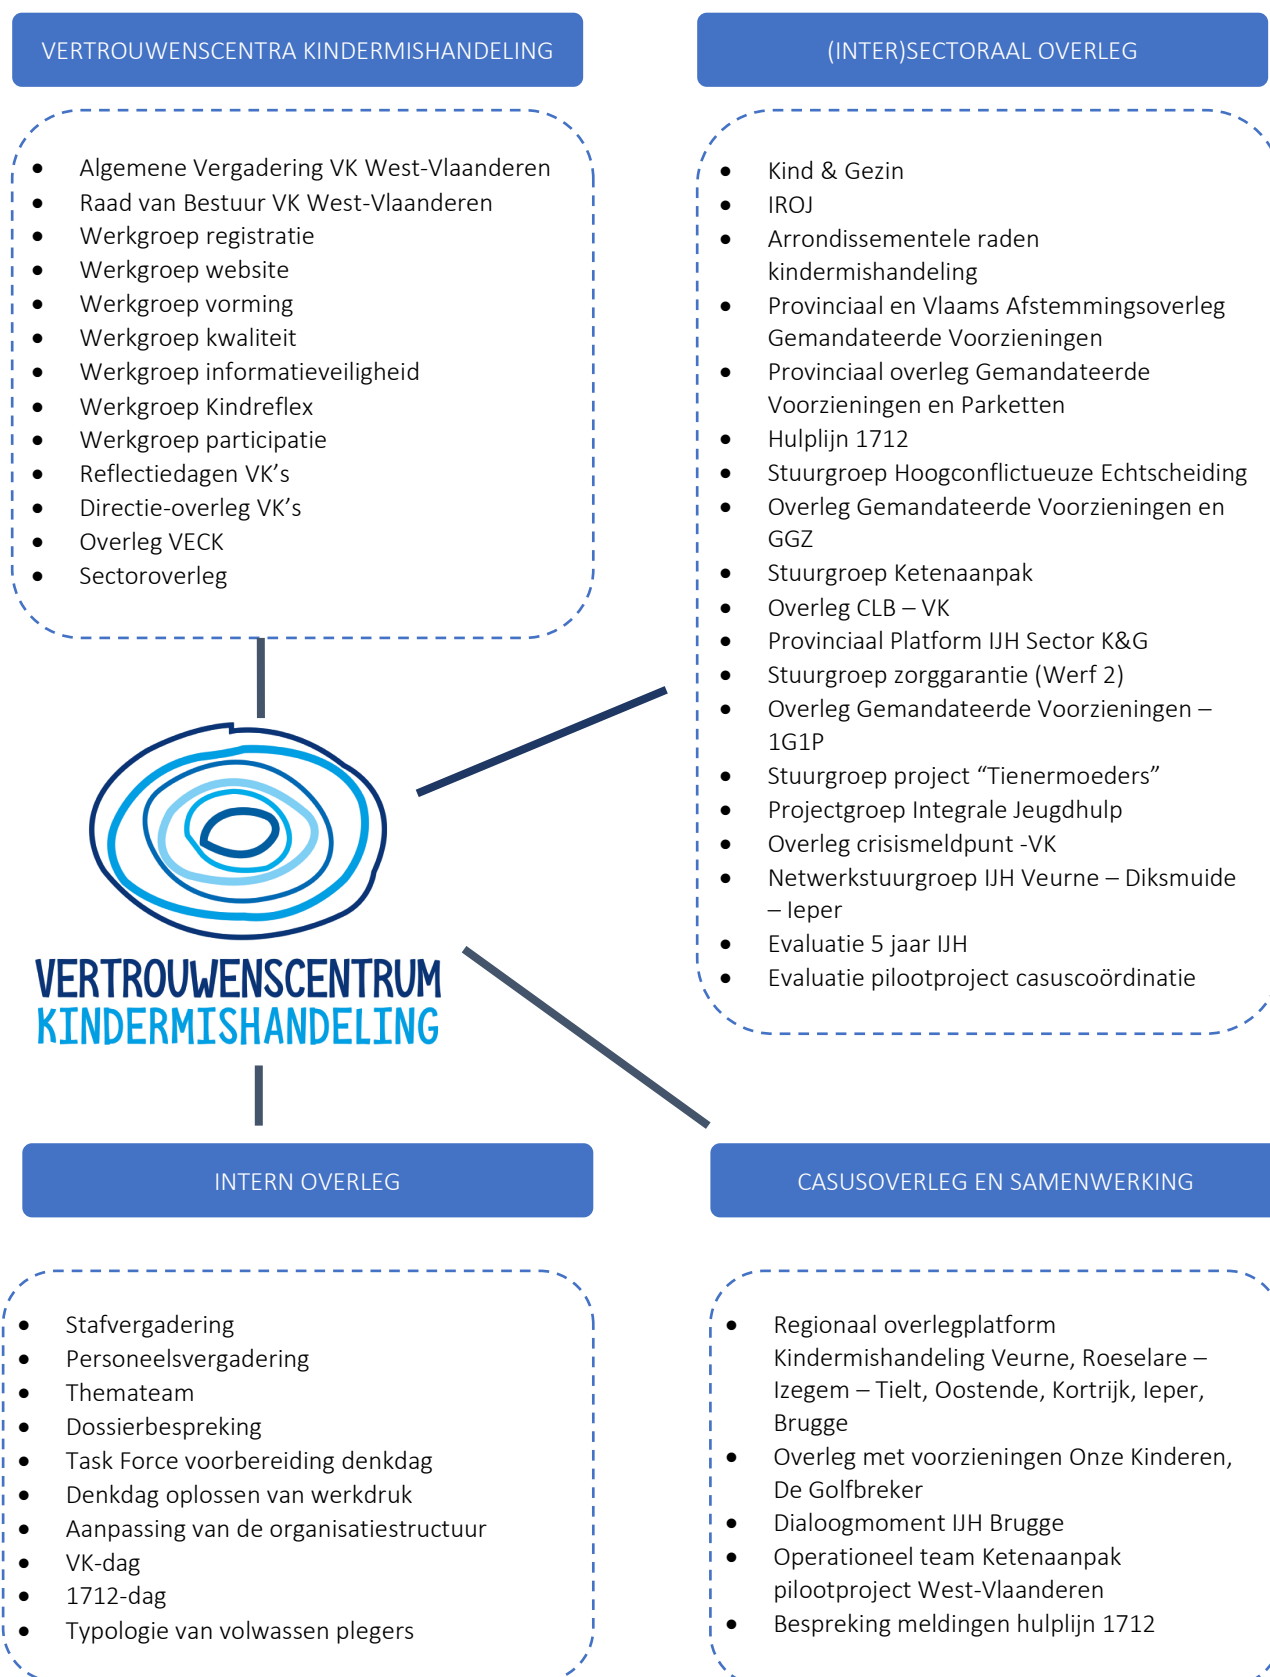 VERTROUWENSCENTRA KINDERMISHANDELING
• Algemene Vergadering VK West-Vlaanderen
• Raad van Bestuur VK West-Vlaanderen
• Werkgroep registratie
• Werkgroep website
• Werkgroep vorming
• Werkgroep kwaliteit
• Werkgroep informatieveiligheid
• Werkgroep Kindreflex
• Werkgroep participatie
• Reflectiedagen VK’s
• Directie-overleg VK’s
• Overleg VECK
• Sectoroverleg
(INTER)SECTORAAL OVERLEG
• Kind & Gezin
• IROJ
• Arrondissementele raden
kindermishandeling
• Provinciaal en Vlaams Afstemmingsoverleg
Gemandateerde Voorzieningen
• Provinciaal overleg Gemandateerde
Voorzieningen en Parketten
• Hulplijn 1712
• Stuurgroep Hoogconflictueuze Echtscheiding
• Overleg Gemandateerde Voorzieningen en
GGZ
• Stuurgroep Ketenaanpak
• Overleg CLB – VK
• Provinciaal Platform IJH Sector K&G
• Stuurgroep zorggarantie (Werf 2)
• Overleg Gemandateerde Voorzieningen –
1G1P
• Stuurgroep project “Tienermoeders”
• Projectgroep Integrale Jeugdhulp
• Overleg crisismeldpunt -VK
• Netwerkstuurgroep IJH Veurne – Diksmuide
– Ieper
• Evaluatie 5 jaar IJH
• Evaluatie pilootproject casuscoördinatie
VERTROUWENSCENTRUM
KINDERMISHANDELING
INTERN OVERLEG
• Stafvergadering
• Personeelsvergadering
• Themateam
• Dossierbespreking
• Task Force voorbereiding denkdag
• Denkdag oplossen van werkdruk
• Aanpassing van de organisatiestructuur
• VK-dag
• 1712-dag
• Typologie van volwassen plegers
CASUSOVERLEG EN SAMENWERKING
• Regionaal overlegplatform
Kindermishandeling Veurne, Roeselare –
Izegem – Tielt, Oostende, Kortrijk, Ieper,
Brugge
• Overleg met voorzieningen Onze Kinderen,
De Golfbreker
• Dialoogmoment IJH Brugge
• Operationeel team Ketenaanpak
pilootproject West-Vlaanderen
• Bespreking meldingen hulplijn 1712